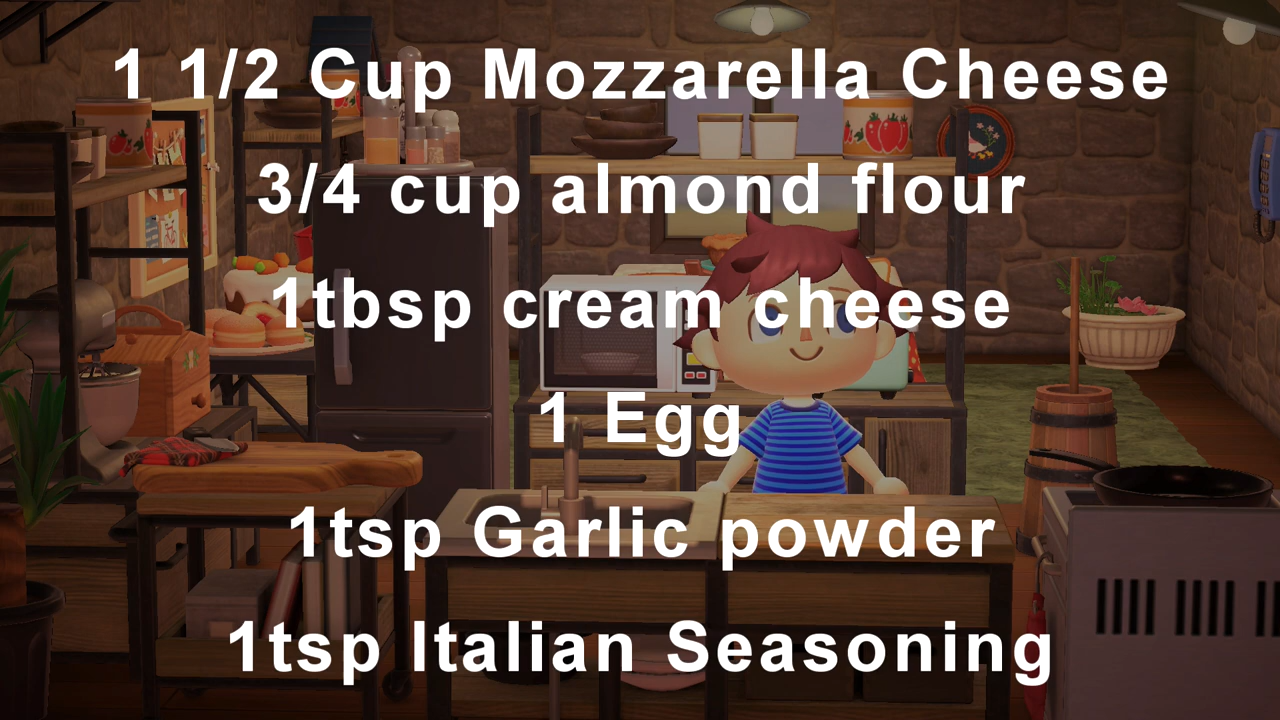 1 1/2 Cup Mozzarella Cheese
3/4 cup almond flour
1tbsp cream cheese
1 Egg
1tsp Garlic powder
1tsp Italian Seasoning